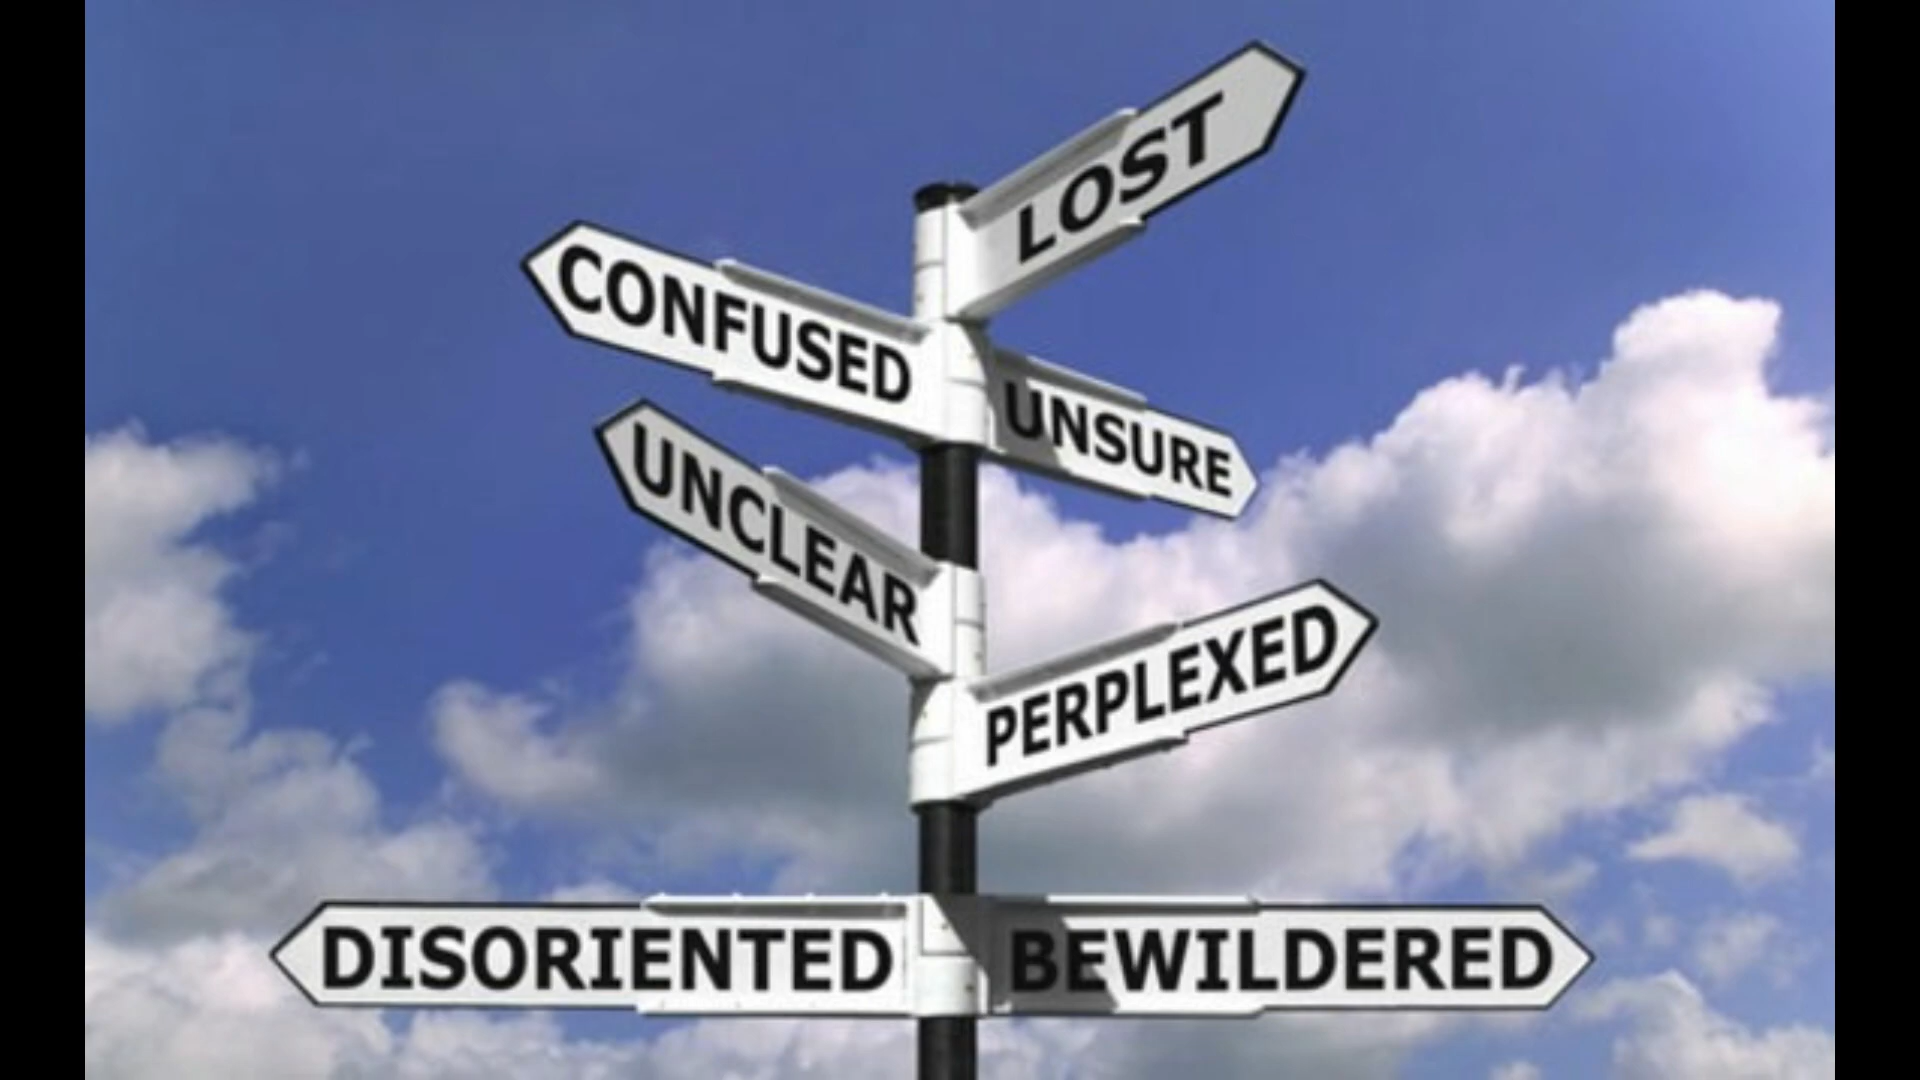 LOST
CONFUSED
UNSURE
UNCLEAR
PERPLEXED
DISORIENTED
BEWILDERED